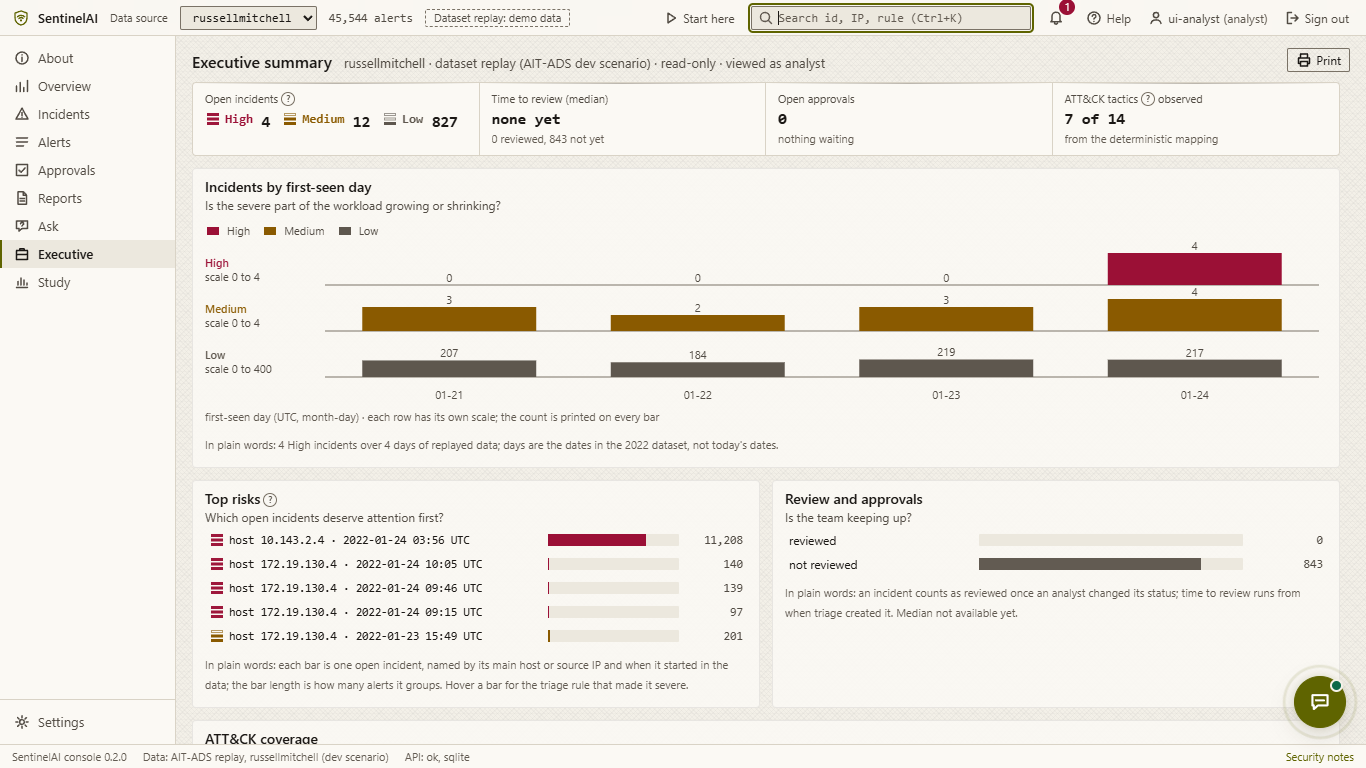 SentinelAI Data source russellmitchell 45,544 alerts Dataset replay: demo data Start here Search id, IP, rule (Ctrl+K) 1 Help ui-analyst (analyst) Sign out
About
Overview
Incidents
Alerts
Approvals
Reports
Ask
Executive
Study
Settings
Executive summary russellmitchell · dataset replay (AIT-ADS dev scenario) · read-only · viewed as analyst Print
Open incidents ?
High 4 Medium 12 Low 827
Time to review (median)
none yet
0 reviewed, 843 not yet
Open approvals
0
nothing waiting
ATT&CK tactics ? observed
7 of 14
from the deterministic mapping
Incidents by first-seen day
Is the severe part of the workload growing or shrinking?
High Medium Low
High
scale 0 to 4
0 0 0 4
Medium
scale 0 to 4
3 2 3 4
Low
scale 0 to 400
207 184 219 217
01-21 01-22 01-23 01-24
first-seen day (UTC, month-day) · each row has its own scale; the count is printed on every bar
In plain words: 4 High incidents over 4 days of replayed data; days are the dates in the 2022 dataset, not today's dates.
Top risks ?
Which open incidents deserve attention first?
host 10.143.2.4 · 2022-01-24 03:56 UTC 11,208
host 172.19.130.4 · 2022-01-24 10:05 UTC 140
host 172.19.130.4 · 2022-01-24 09:46 UTC 139
host 172.19.130.4 · 2022-01-24 09:15 UTC 97
host 172.19.130.4 · 2022-01-23 15:49 UTC 201
In plain words: each bar is one open incident, named by its main host or source IP and when it started in the
data; the bar length is how many alerts it groups. Hover a bar for the triage rule that made it severe.
Review and approvals
Is the team keeping up?
reviewed 0
not reviewed 843
In plain words: an incident counts as reviewed once an analyst changed its status; time to review runs from
when triage created it. Median not available yet.
ATT&CK coverage
SentinelAI console 0.2.0 Data: AIT-ADS replay, russellmitchell (dev scenario) API: ok, sqlite Security notes